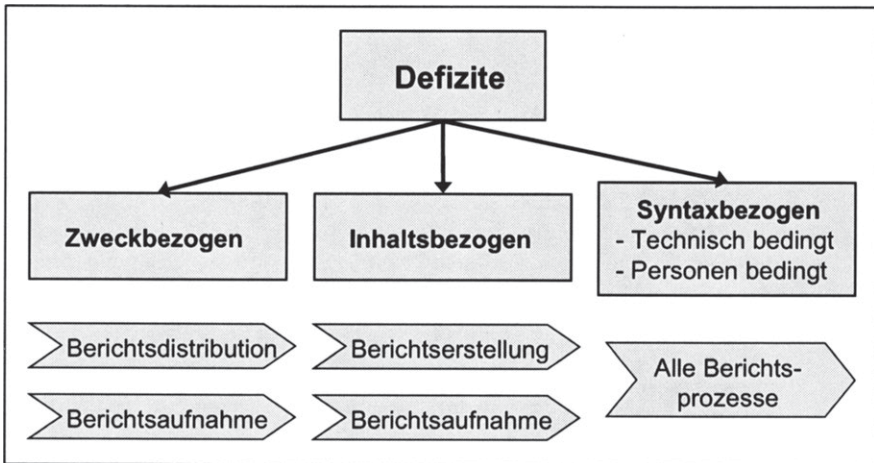 Defizite
Zweckbezogen
Inhaltsbezogen
Syntaxbezogen
- Technisch bedingt
- Personen bedingt
Berichtsdistribution
Berichtserstellung
Alle Berichts-
prozesse
Berichtsaufnahme
Berichtsaufnahme